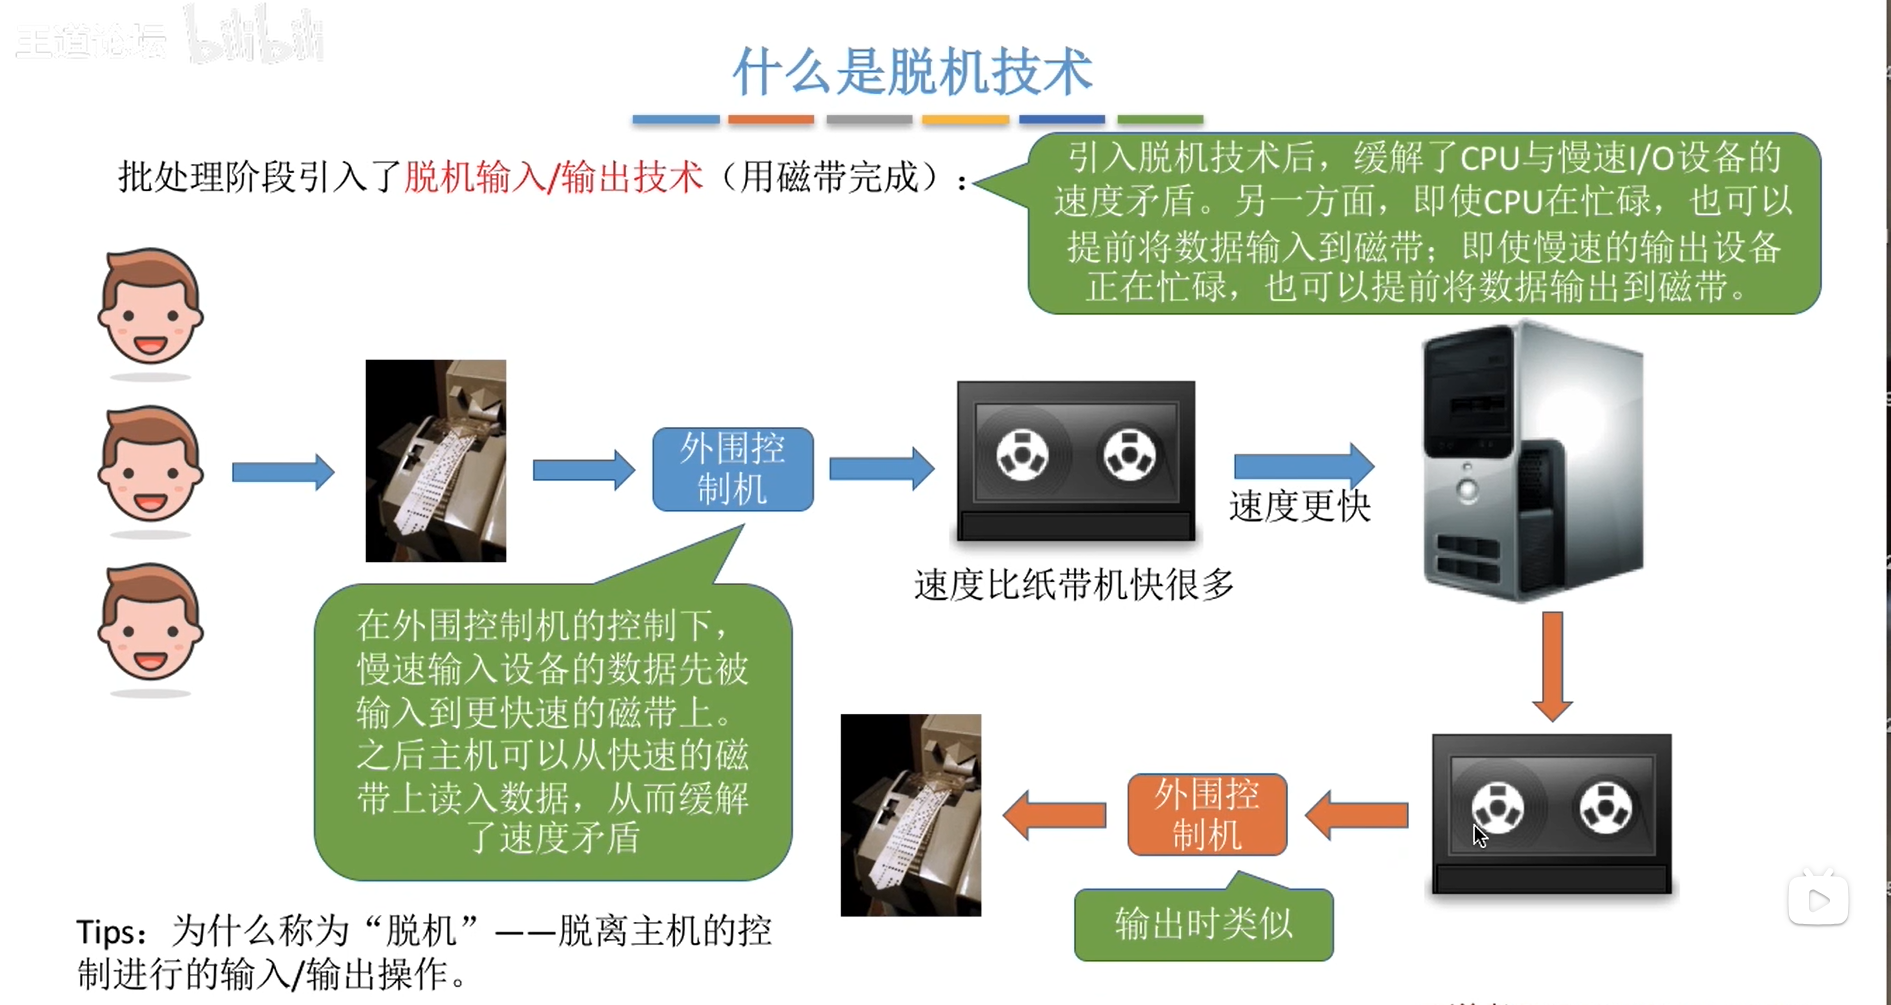 王道论坛 bilibili
什么是脱机技术
批处理阶段引入了脱机输入/输出技术（用磁带完成）：
引入脱机技术后，缓解了CPU与慢速I/O设备的
速度矛盾。另一方面，即使CPU在忙碌，也可以
提前将数据输入到磁带；即使慢速的输出设备
正在忙碌，也可以提前将数据输出到磁带。
外围控
制机
速度更快
速度比纸带机快很多
在外围控制机的控制下，
慢速输入设备的数据先被
输入到更快速的磁带上。
之后主机可以从快速的磁
带上读入数据，从而缓解
了速度矛盾
外围控
制机
输出时类似
Tips：为什么称为“脱机”——脱离主机的控
制进行的输入/输出操作。